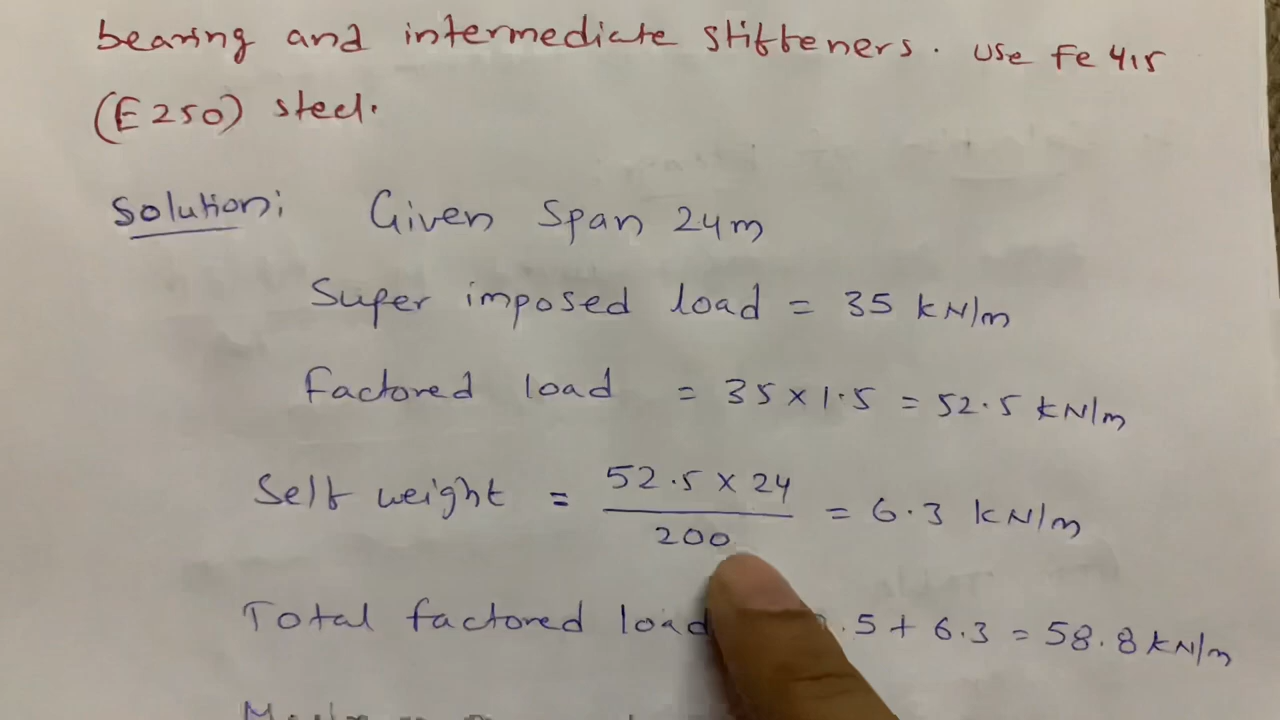 bearing and intermediate stiffeners. Use Fe 415
(E250) steel.
Solution: Given Span 24m
Super imposed load = 35 kN/m
Factored load = 35 x 1.5 = 52.5 kN/m
Self weight = 52.5 x 24 / 200 = 6.3 kN/m
Total factored load .5 + 6.3 = 58.8 kN/m